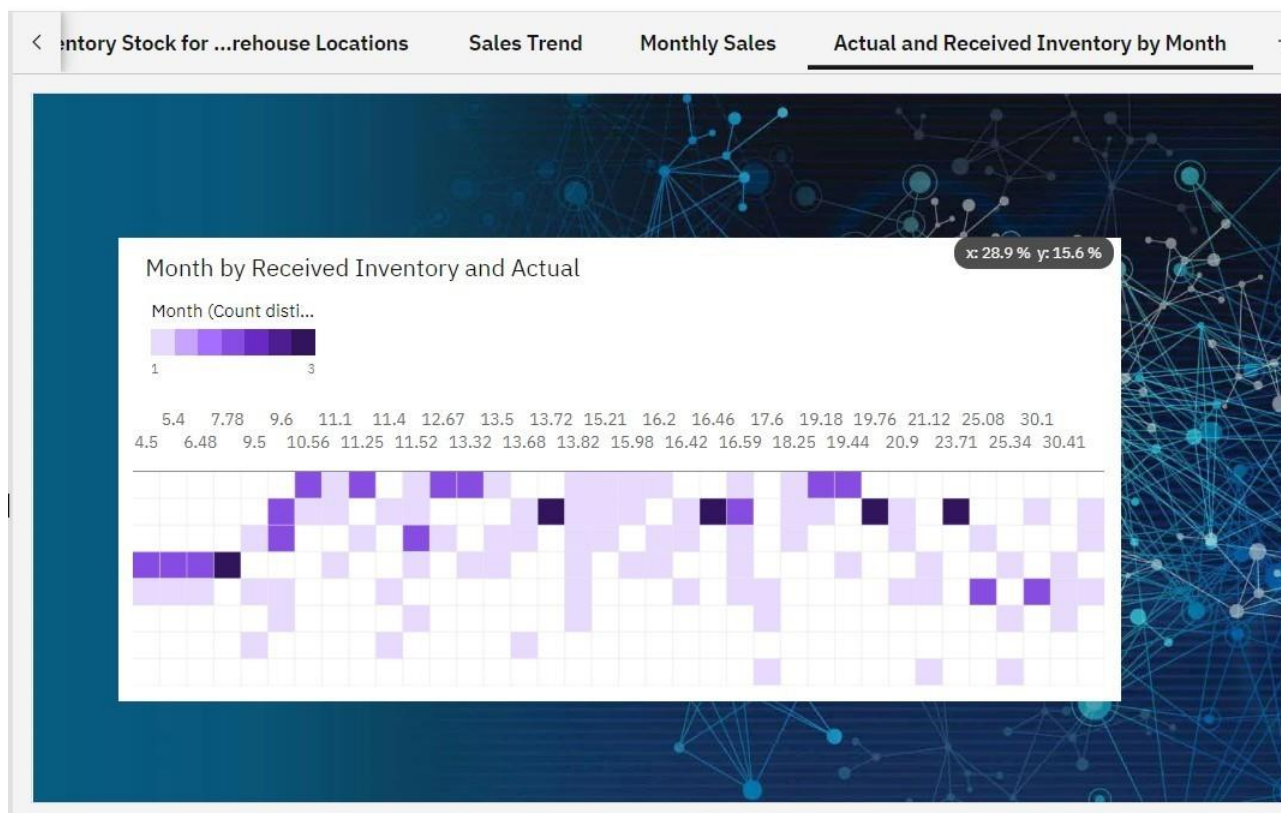 entory Stock for ...rehouse Locations Sales Trend Monthly Sales Actual and Received Inventory by Month
x: 28.9 % y: 15.6 %
Month by Received Inventory and Actual
Month (Count disti...
1 3
5.4 7.78 9.6 11.1 11.4 12.67 13.5 13.72 15.21 16.2 16.46 17.6 19.18 19.76 21.12 25.08 30.1
4.5 6.48 9.5 10.56 11.25 11.52 13.32 13.68 13.82 15.98 16.42 16.59 18.25 19.44 20.9 23.71 25.34 30.41